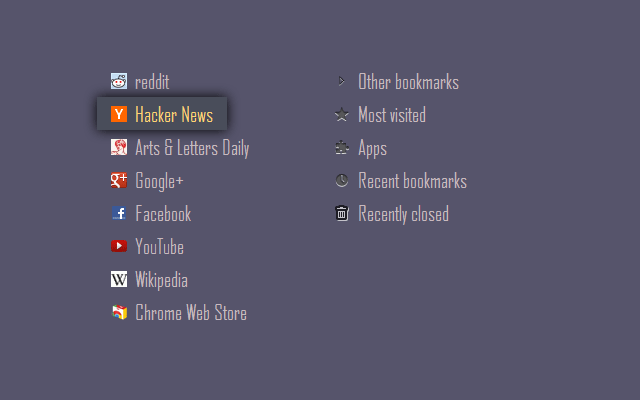 reddit
Hacker News
Arts & Letters Daily
Google+
Facebook
YouTube
Wikipedia
Chrome Web Store
Other bookmarks
Most visited
Apps
Recent bookmarks
Recently closed